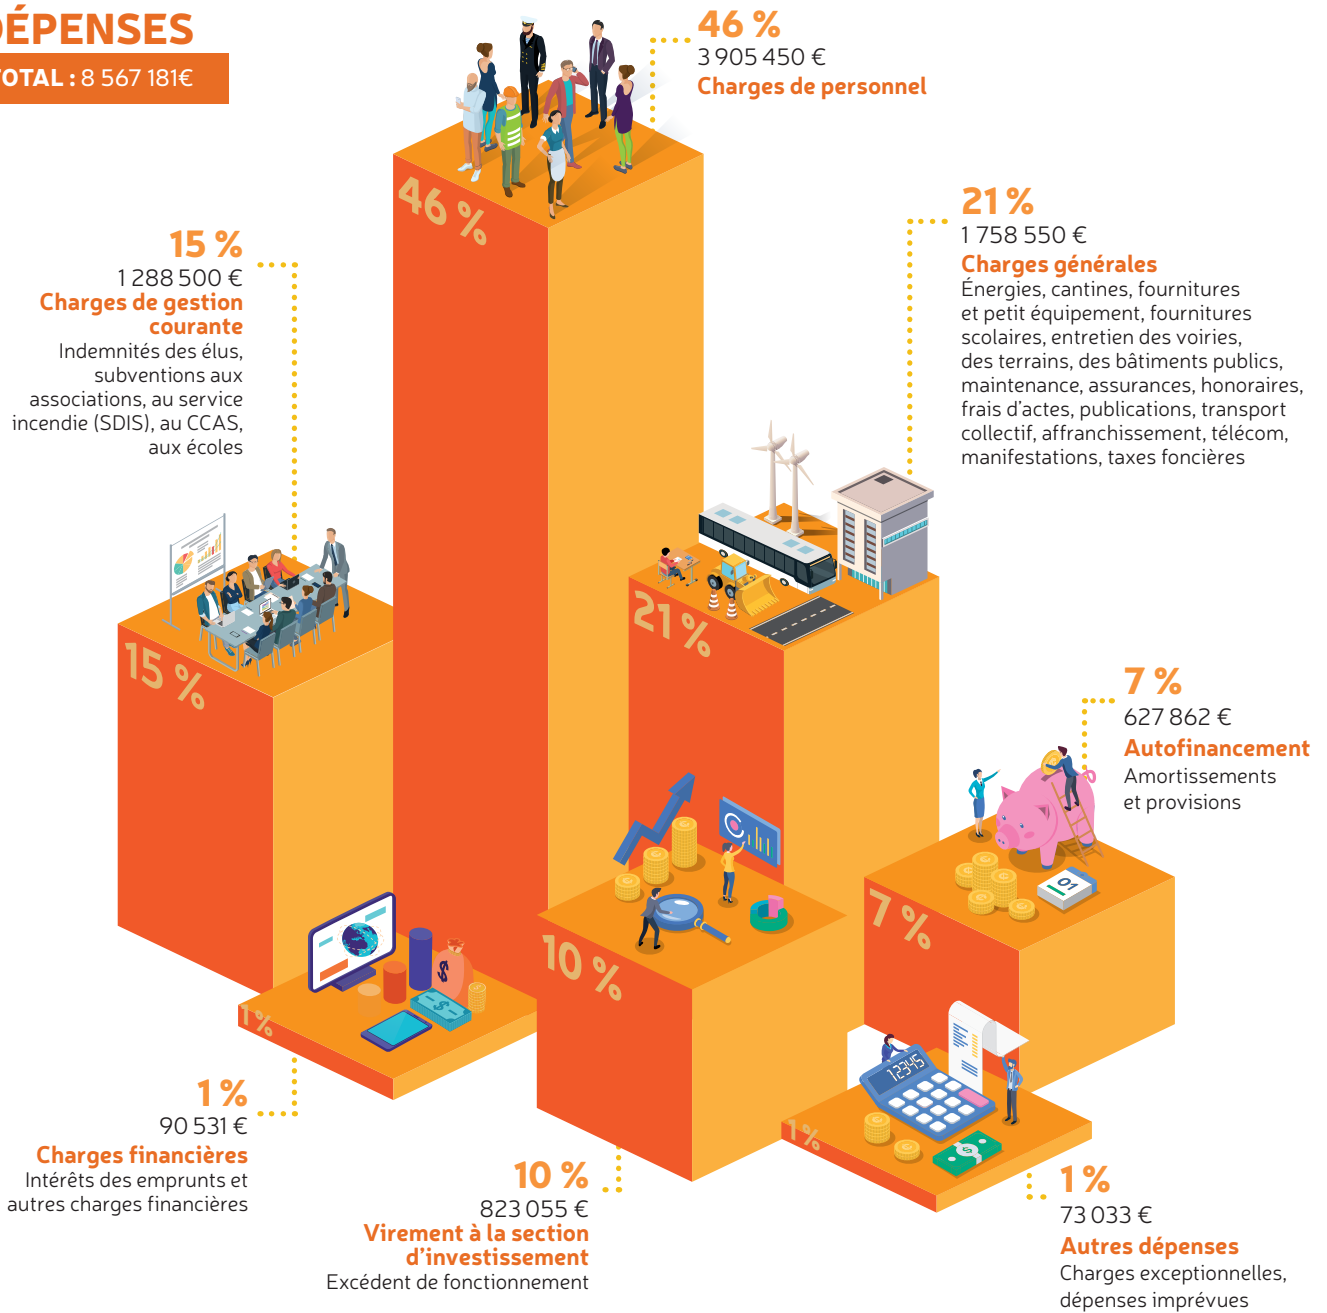 DÉPENSES
TOTAL : 8 567 181€
46 %
3 905 450 €
Charges de personnel
46 %
21 %
1 758 550 €
Charges générales
Énergies, cantines, fournitures
et petit équipement, fournitures
scolaires, entretien des voiries,
des terrains, des bâtiments publics,
maintenance, assurances, honoraires,
frais d'actes, publications, transport
collectif, affranchissement, télécom,
manifestations, taxes foncières
21 %
15 %
1 288 500 €
Charges de gestion
courante
Indemnités des élus,
subventions aux
associations, au service
incendie (SDIS), au CCAS,
aux écoles
15 %
7 %
627 862 €
Autofinancement
Amortissements
et provisions
01
7 %
10 %
1 %
$
$
12345
$
1 %
1 %
90 531 €
Charges financières
Intérêts des emprunts et
autres charges financières
10 %
823 055 €
Virement à la section
d'investissement
Excédent de fonctionnement
1 %
73 033 €
Autres dépenses
Charges exceptionnelles,
dépenses imprévues